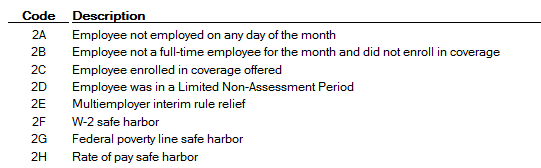 Code Description
2A Employee not employed on any day of the month
2B Employee not a full-time employee for the month and did not enroll in coverage
2C Employee enrolled in coverage offered
2D Employee was in a Limited Non-Assessment Period
2E Multiemployer interim rule relief
2F W-2 safe harbor
2G Federal poverty line safe harbor
2H Rate of pay safe harbor